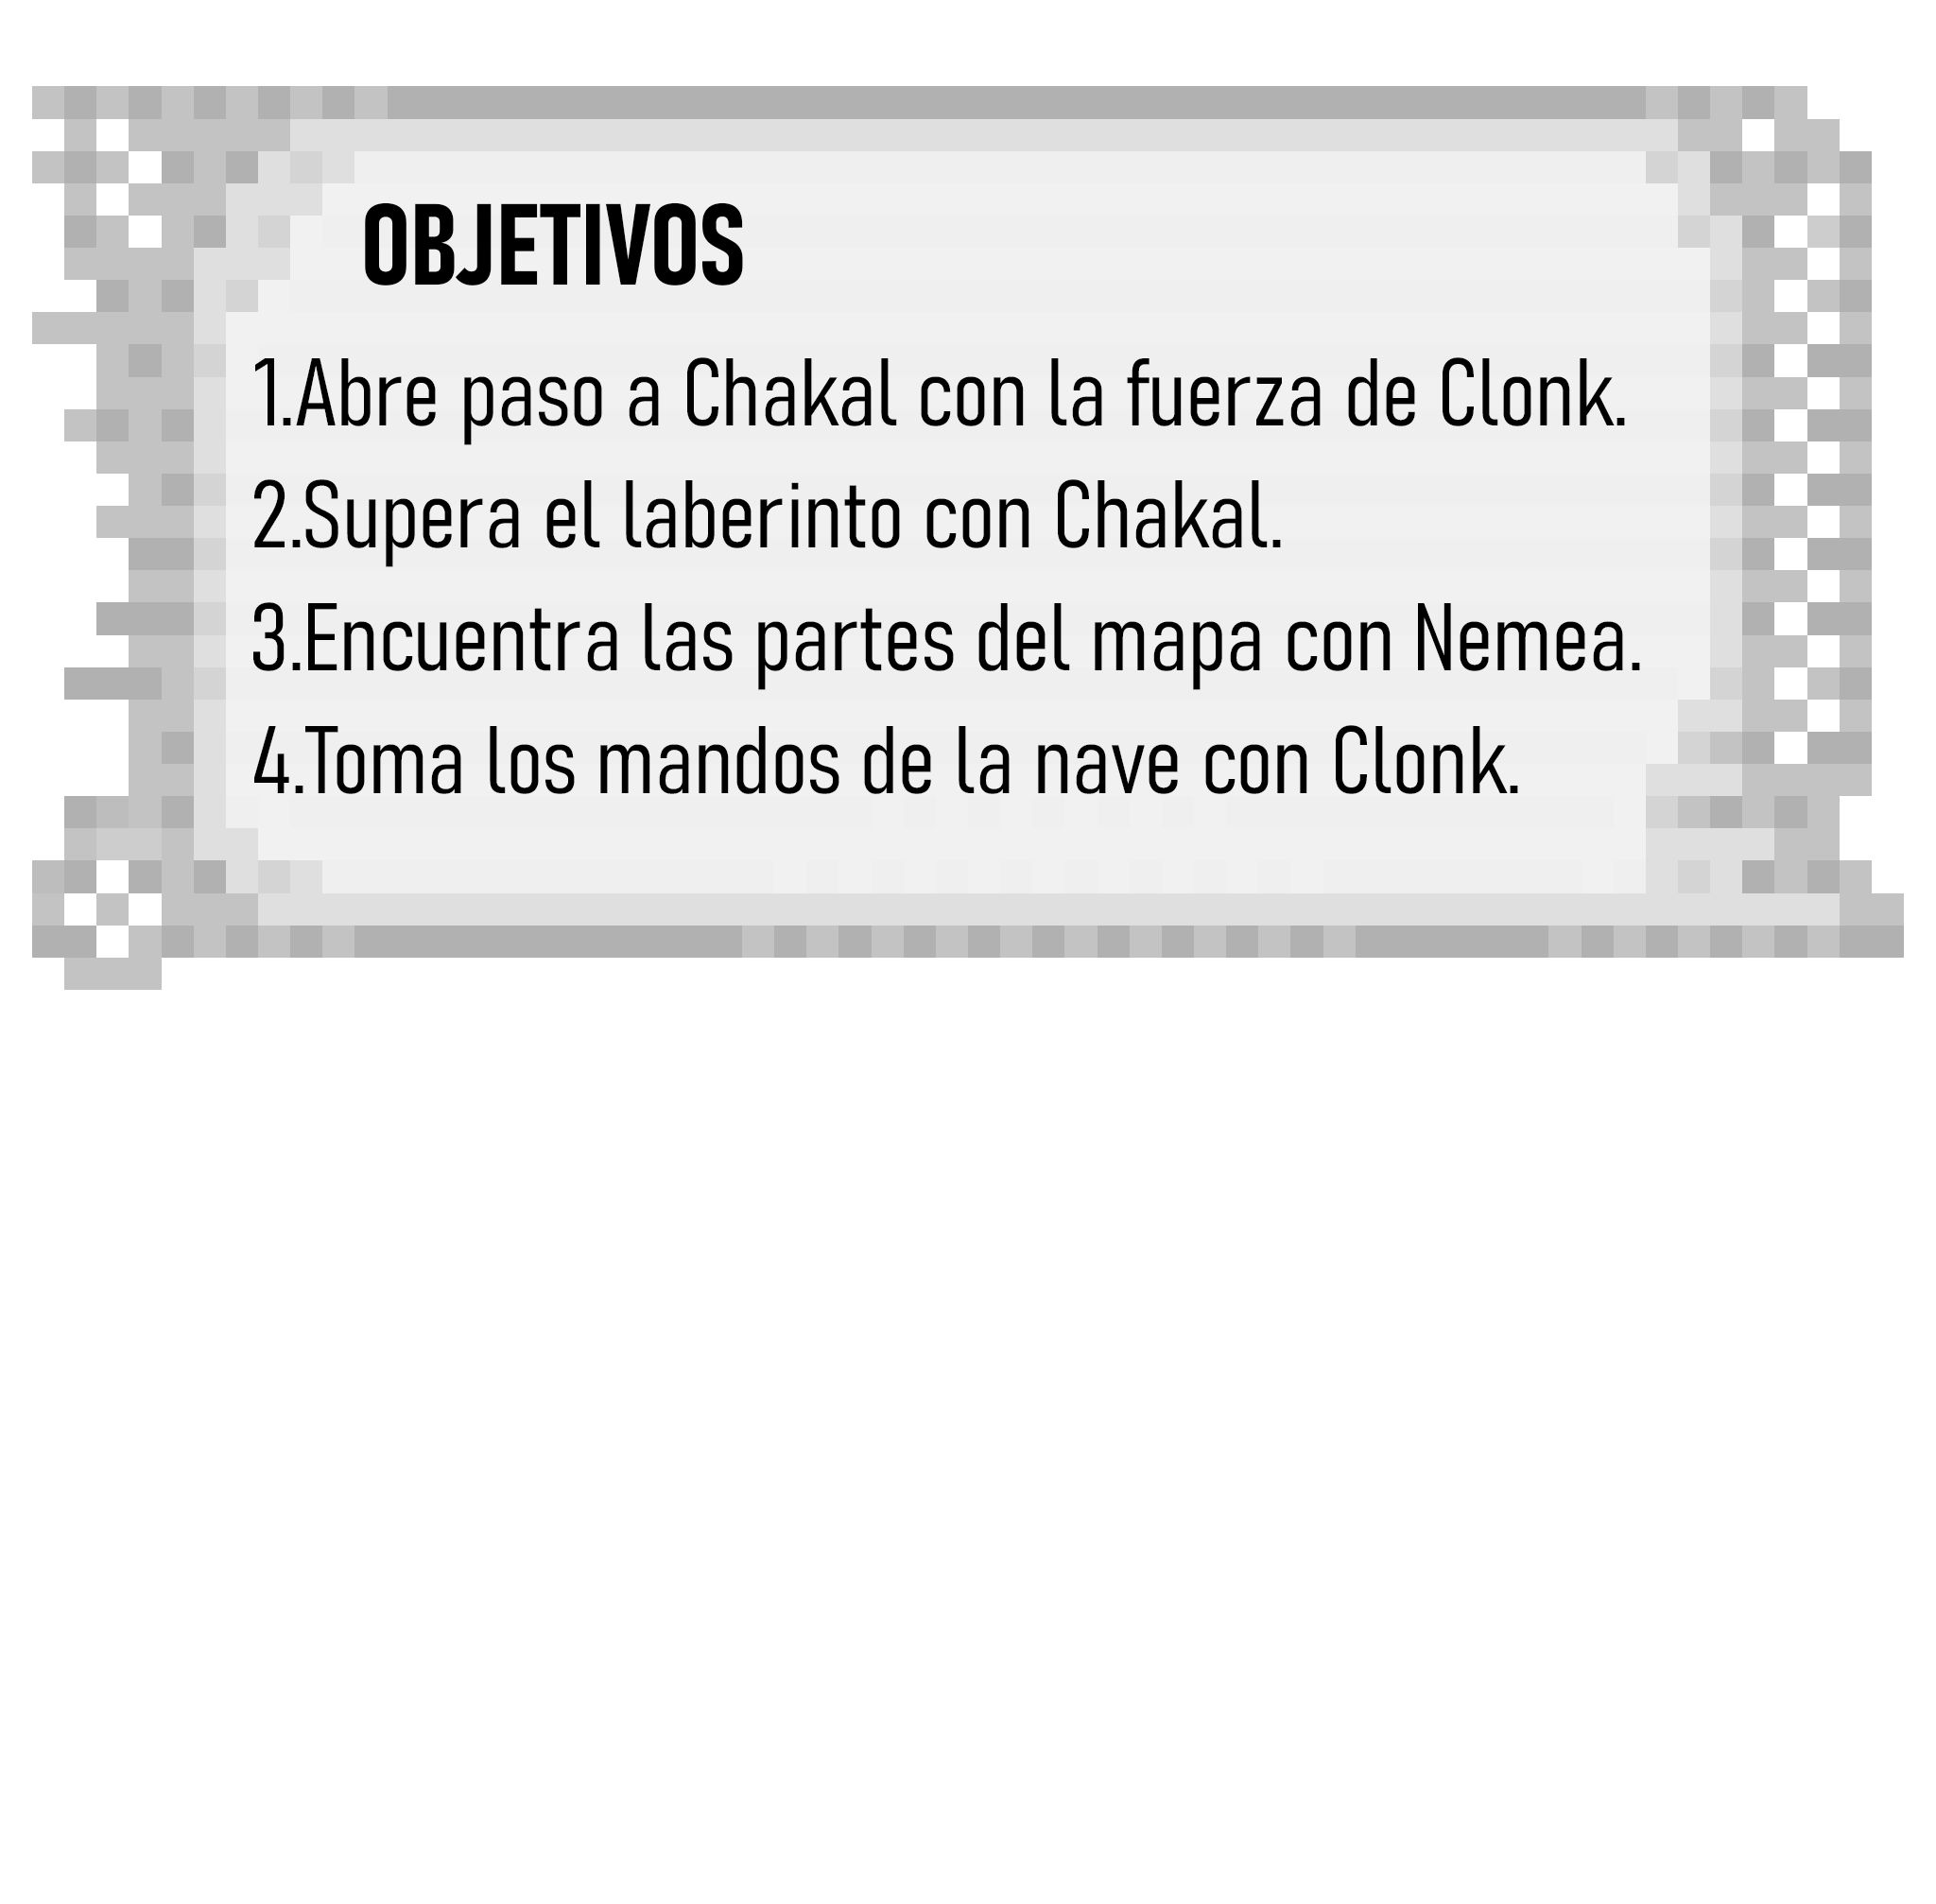 OBJETIVOS
1.Abre paso a Chakal con la fuerza de Clonk.
2.Supera el laberinto con Chakal.
3.Encuentra las partes del mapa con Nemea.
4.Toma los mandos de la nave con Clonk.